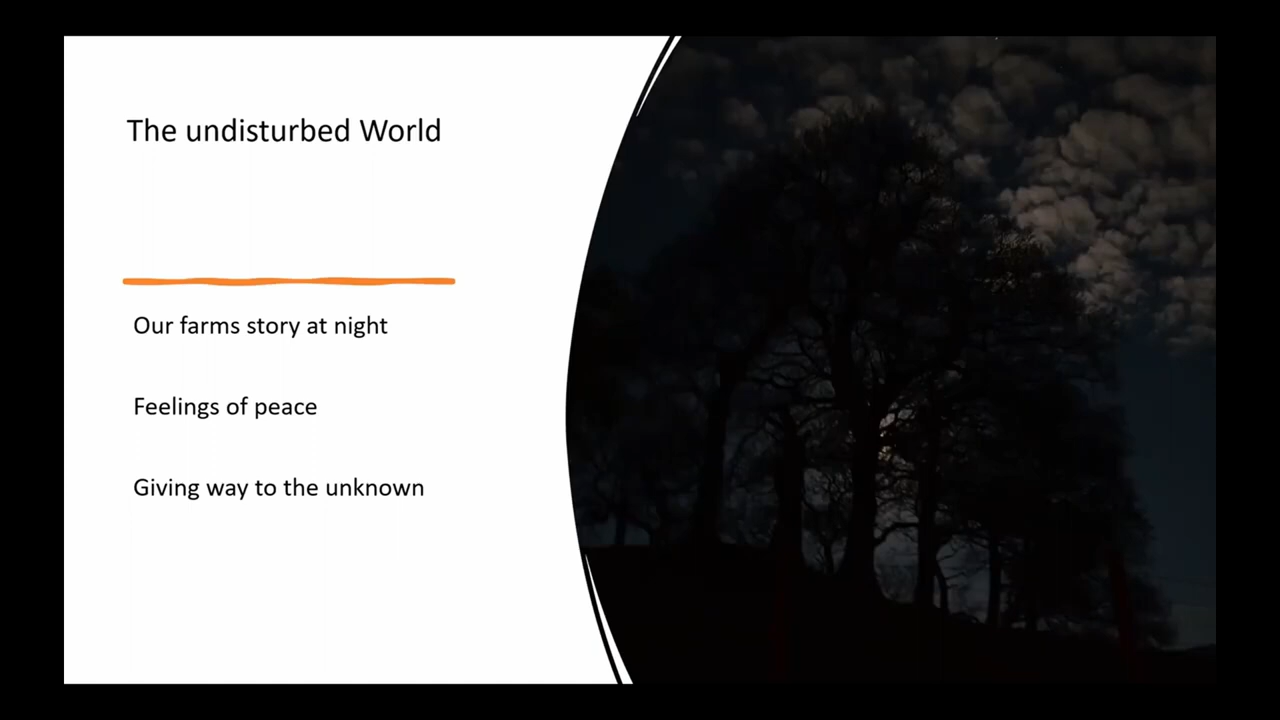 The undisturbed World
Our farms story at night
Feelings of peace
Giving way to the unknown